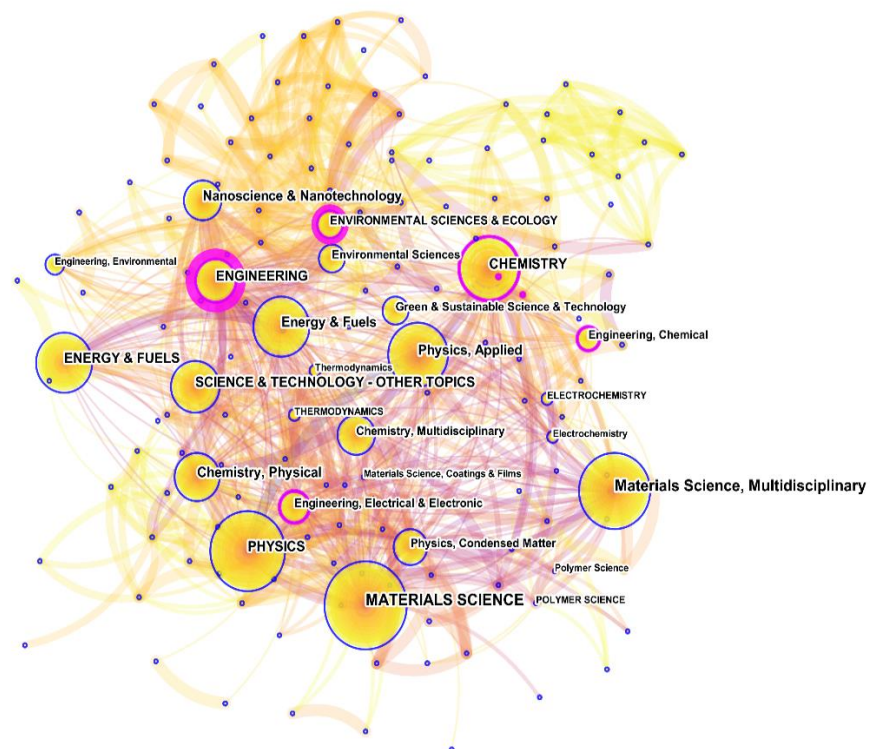 Nanoscience & Nanotechnology
ENVIRONMENTAL SCIENCES & ECOLOGY
Environmental Sciences
Engineering, Environmental
CHEMISTRY
ENGINEERING
Green & Sustainable Science & Technology
Energy & Fuels
Engineering, Chemical
Physics, Applied
ENERGY & FUELS
Thermodynamics
SCIENCE & TECHNOLOGY - OTHER TOPICS
ELECTROCHEMISTRY
THERMODYNAMICS
Chemistry, Multidisciplinary
Electrochemistry
Chemistry, Physical
Materials Science, Coatings & Films
Materials Science, Multidisciplinary
Engineering, Electrical & Electronic
PHYSICS
Physics, Condensed Matter
Polymer Science
MATERIALS SCIENCE
POLYMER SCIENCE